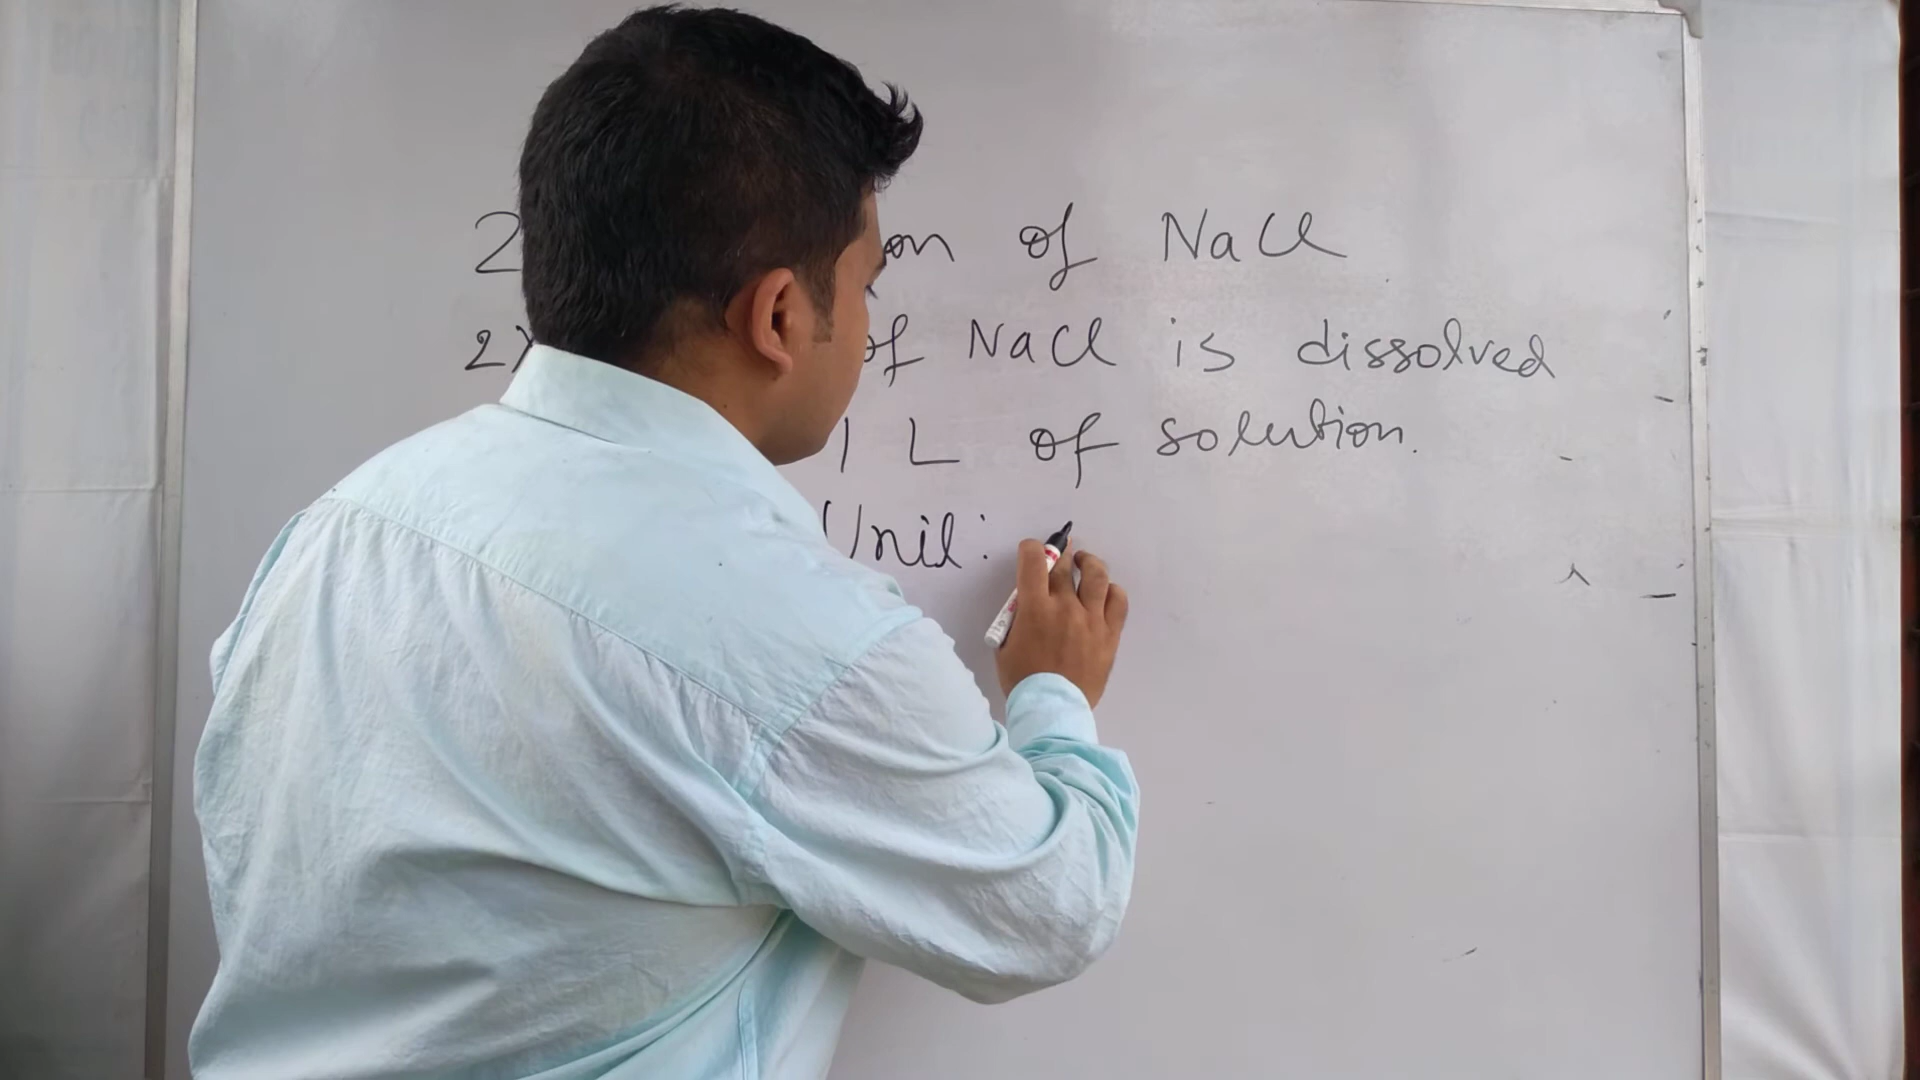 2 of NaCl
2 of NaCl is dissolved
1 L of solution.
Unit: